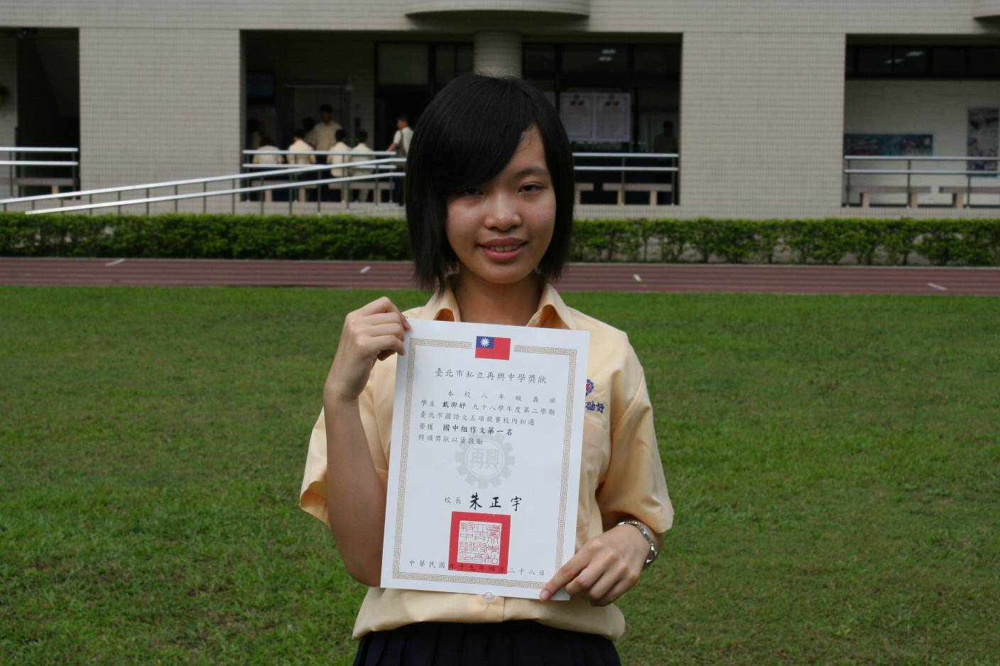 臺北市私立再興中學獎狀
本校八年級義班
學生 戴卲妤 九十八學年度第二學期
臺北市國語文五項競賽校內初選
榮獲 國中組作文第一名
特頒獎狀以資鼓勵
再興
校長 朱正宇
中華民國九十九年四月二十八日
卲妤